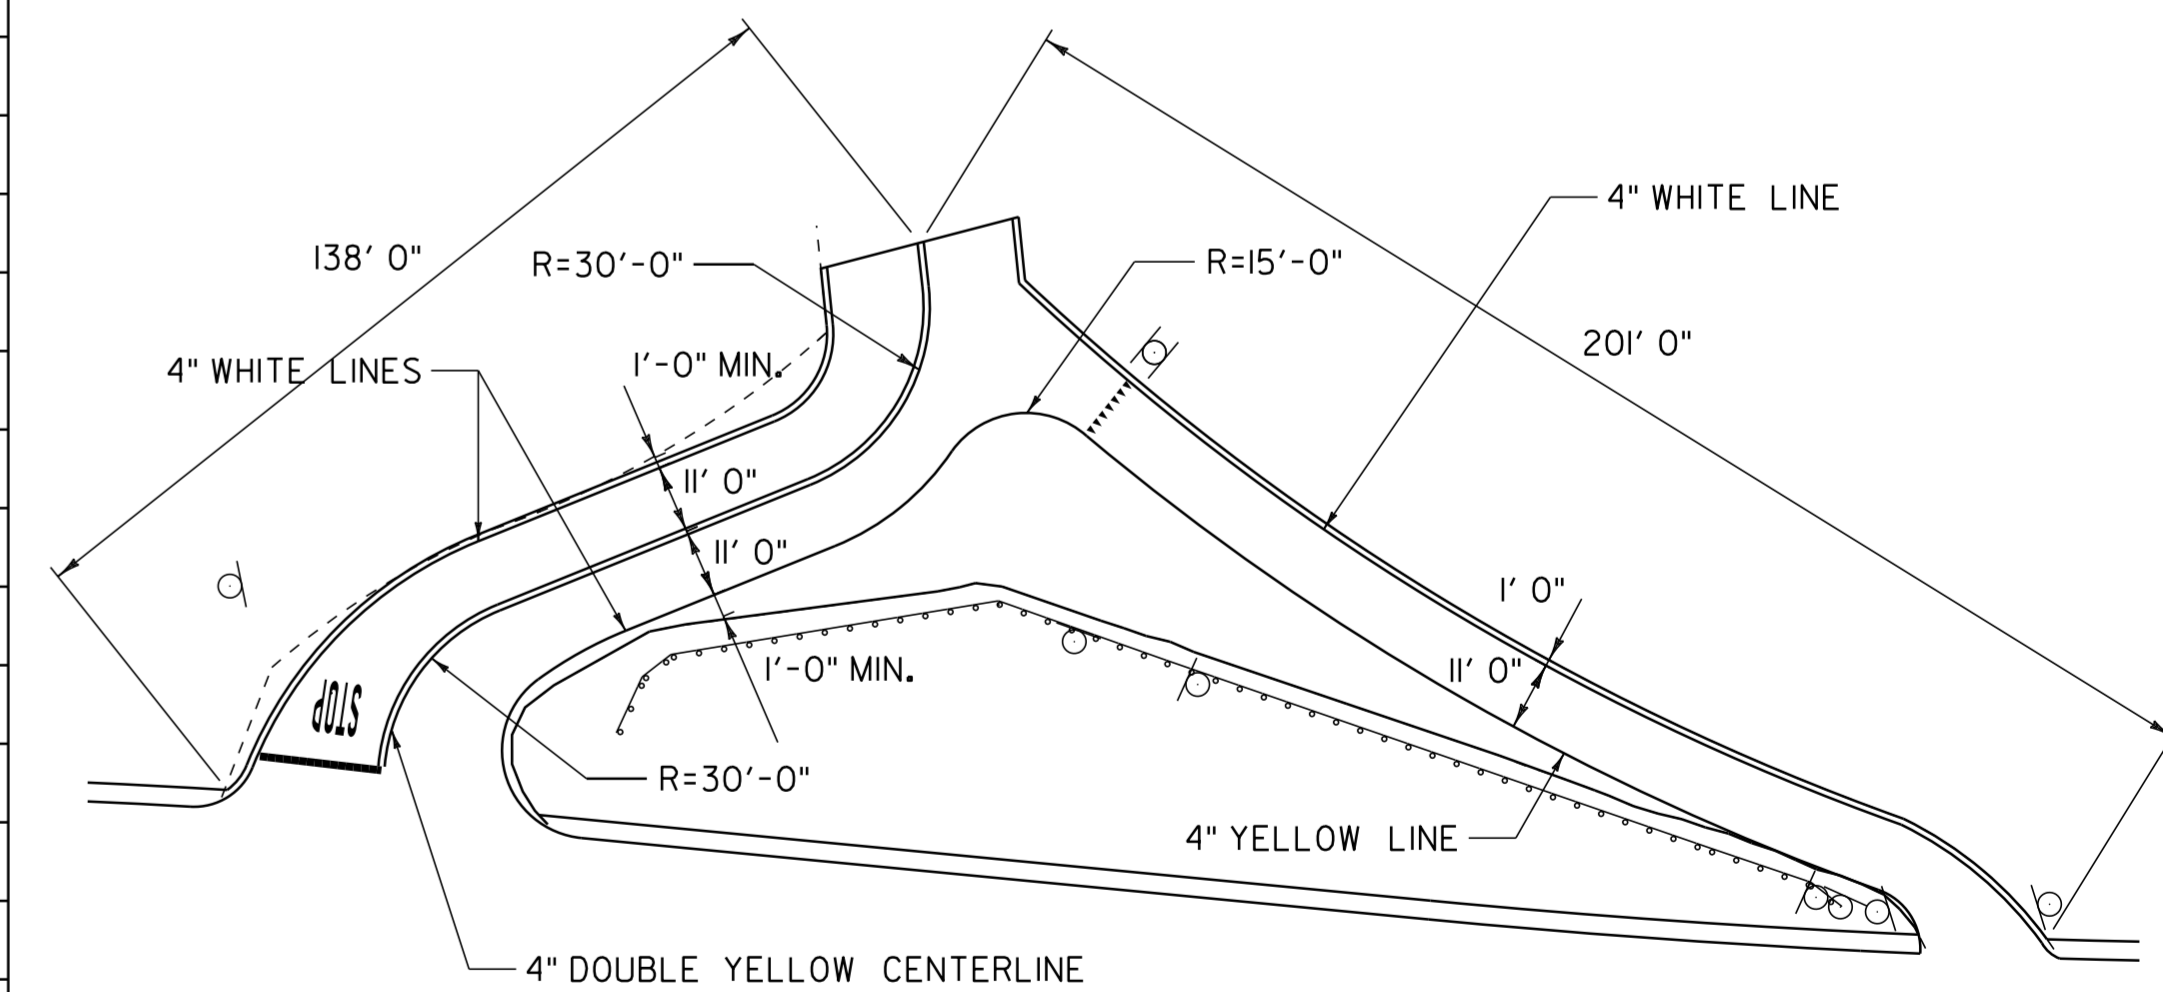 4" WHITE LINE
138' 0"
R=30'-0"
R=15'-0"
201' 0"
4" WHITE LINES
1'-0" MIN.
11' 0"
11' 0"
1' 0"
11' 0"
1'-0" MIN.
STOP
R=30'-0"
4" YELLOW LINE
4" DOUBLE YELLOW CENTERLINE